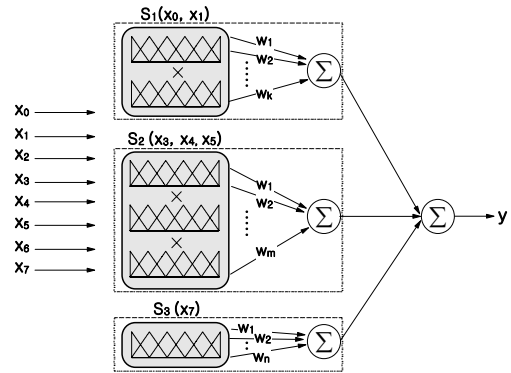 S₁(x₀, x₁)
×
w₁
w₂
wₖ
Σ
x₀
x₁
x₂
x₃
x₄
x₅
x₆
x₇
S₂ (x₃, x₄, x₅)
×
×
w₁
w₂
wₘ
Σ
Σ
y
S₃ (x₇)
w₁
w₂
wₙ
Σ